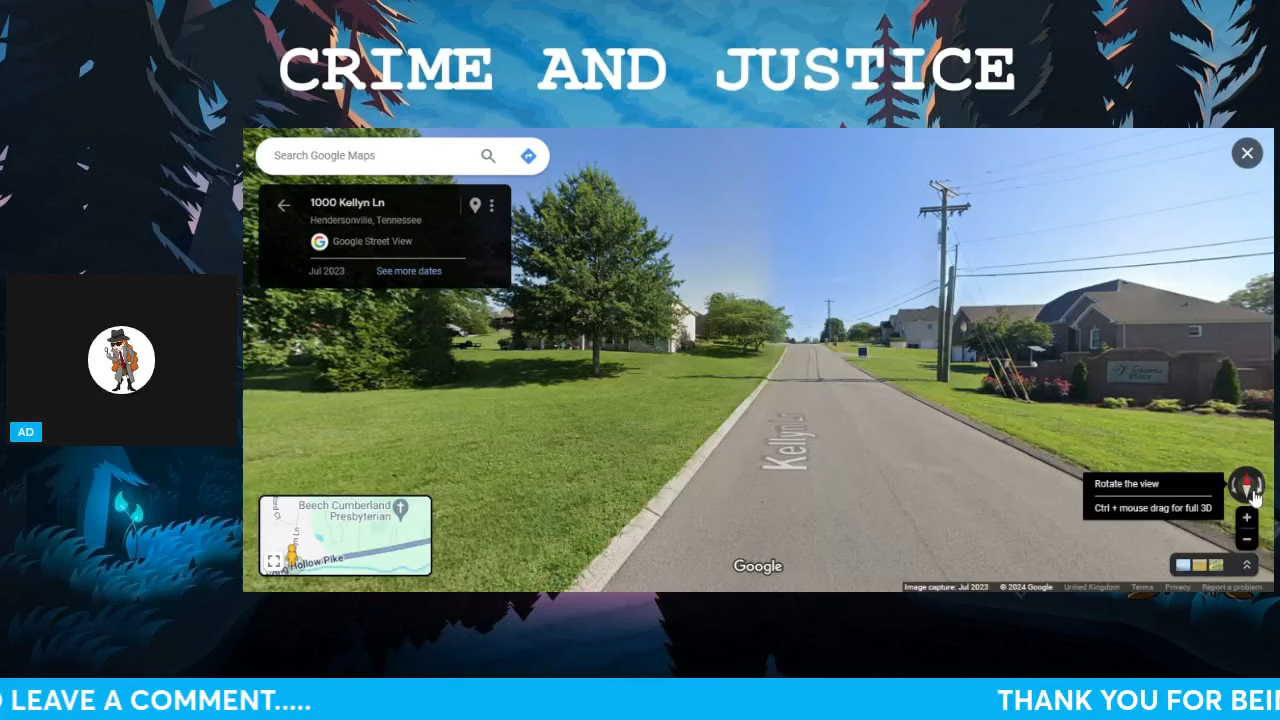 CRIME AND JUSTICE
Search Google Maps
1000 Kellyn Ln
Hendersonville, Tennessee
Google Street View
Jul 2023 See more dates
Kellyn Ln
Place
AD
Rotate the view
Ctrl + mouse drag for full 3D
Beech Cumberland
Presbyterian
Hollow Pike
Google
Image capture: Jul 2023 © 2024 Google United Kingdom Terms Privacy Report a problem
LEAVE A COMMENT.....
THANK YOU FOR BEI